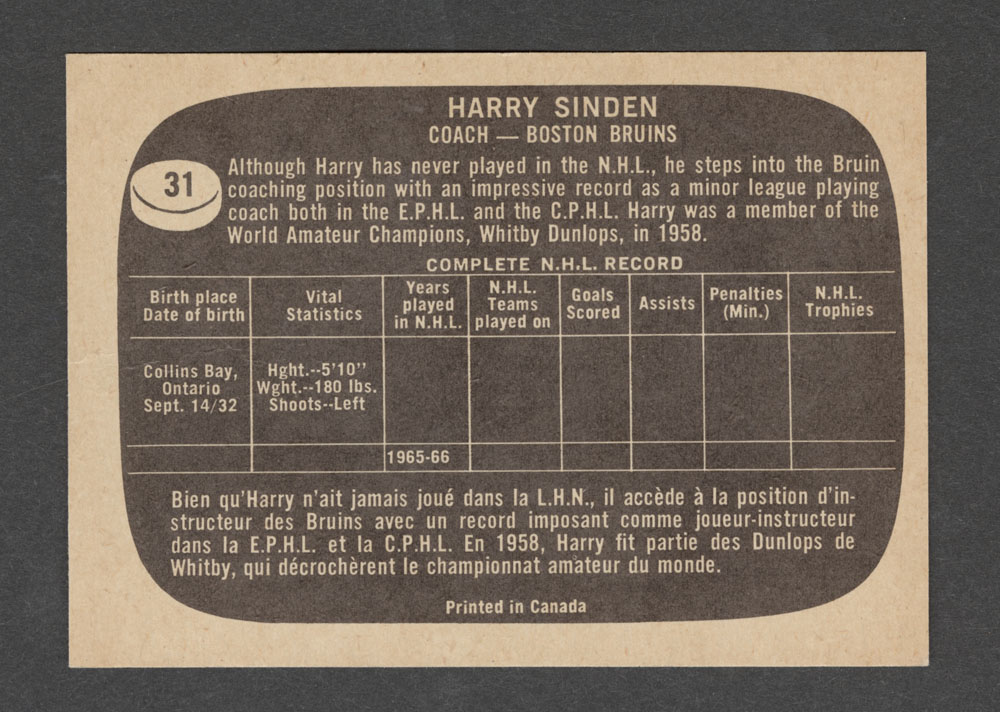 HARRY SINDEN
COACH — BOSTON BRUINS
31
Although Harry has never played in the N.H.L., he steps into the Bruin
coaching position with an impressive record as a minor league playing
coach both in the E.P.H.L. and the C.P.H.L. Harry was a member of the
World Amateur Champions, Whitby Dunlops, in 1958.
COMPLETE N.H.L. RECORD
Birth place
Date of birth
Vital
Statistics
Years
played
in N.H.L.
N.H.L.
Teams
played on
Goals
Scored
Assists
Penalties
(Min.)
N.H.L.
Trophies
Collins Bay,
Ontario
Sept. 14/32
Hght.--5'10"
Wght.--180 lbs.
Shoots--Left
1965-66
Bien qu'Harry n'ait jamais joué dans la L.H.N., il accède à la position d'in-
structeur des Bruins avec un record imposant comme joueur-instructeur
dans la E.P.H.L. et la C.P.H.L. En 1958, Harry fit partie des Dunlops de
Whitby, qui décrochèrent le championnat amateur du monde.
Printed in Canada